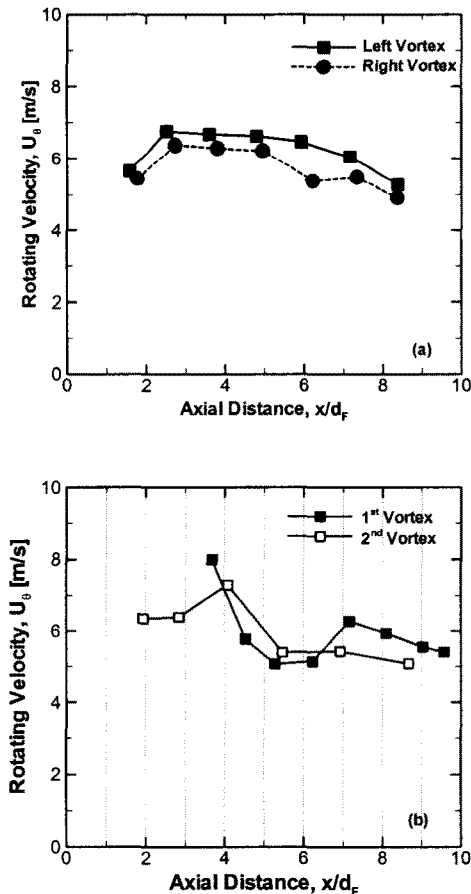 10
8
6
4
2
0
Rotating Velocity, Uθ [m/s]
Left Vortex
Right Vortex
(a)
0 2 4 6 8 10
Axial Distance, x/dF
10
8
6
4
2
0
Rotating Velocity, Uθ [m/s]
1st Vortex
2nd Vortex
(b)
0 2 4 6 8 10
Axial Distance, x/dF